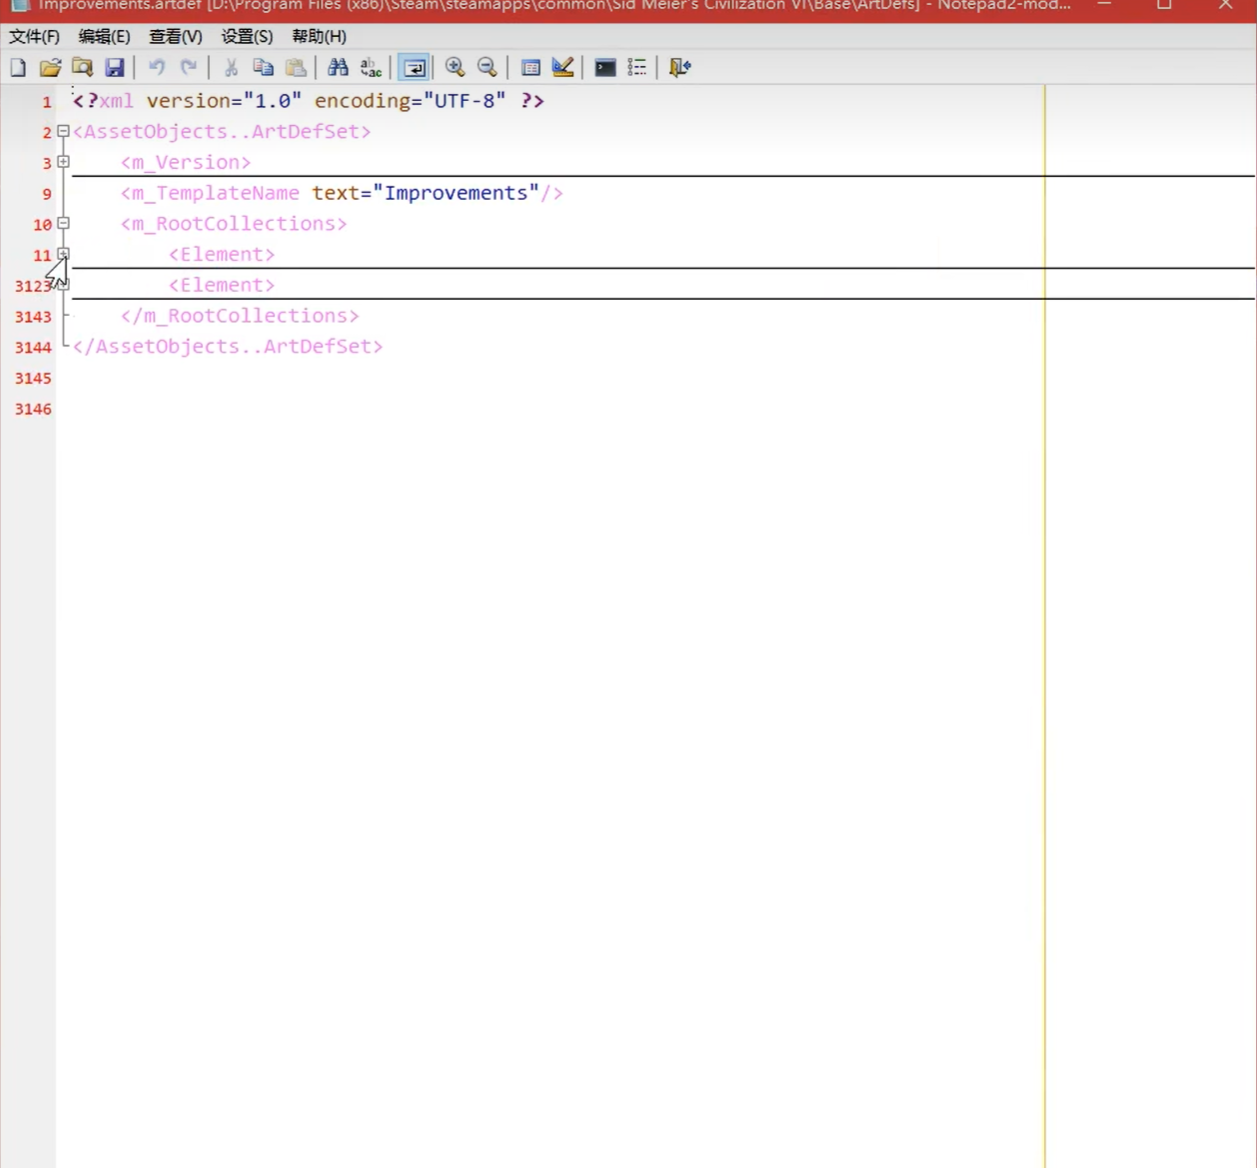 Improvements.artdef [D:\Program Files (x86)\Steam\steamapps\common\Sid Meier's Civilization VI\Base\ArtDefs] - Notepad2-mod...
文件(F) 编辑(E) 查看(V) 设置(S) 帮助(H)
1 <?xml version="1.0" encoding="UTF-8" ?>
2 <AssetObjects..ArtDefSet>
3 <m_Version>
9 <m_TemplateName text="Improvements"/>
10 <m_RootCollections>
11 <Element>
3123 <Element>
3143 </m_RootCollections>
3144 </AssetObjects..ArtDefSet>
3145
3146